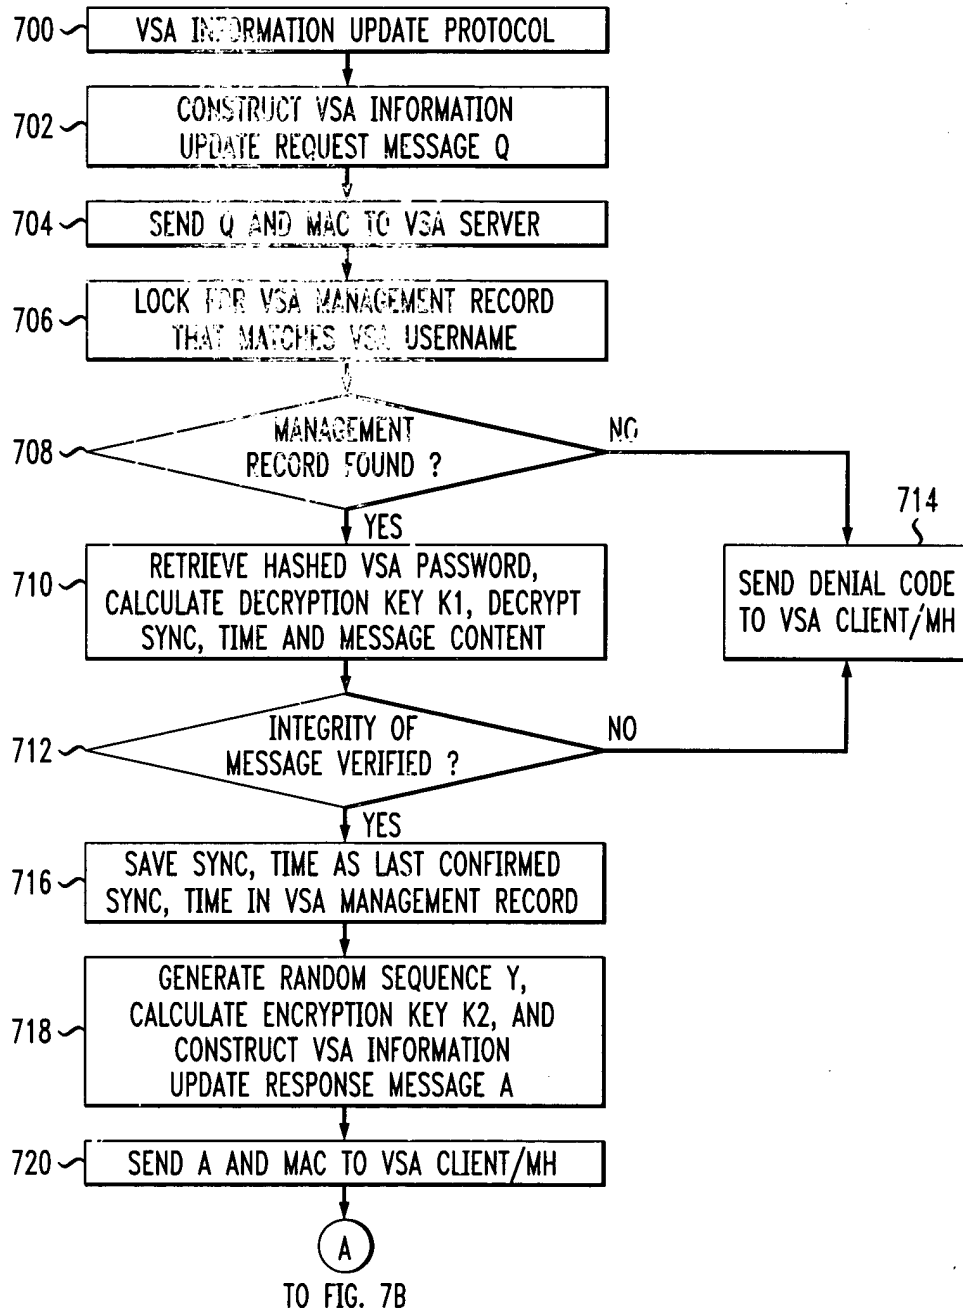 700 VSA INFORMATION UPDATE PROTOCOL
702 CONSTRUCT VSA INFORMATION
UPDATE REQUEST MESSAGE Q
704 SEND Q AND MAC TO VSA SERVER
706 LOCK FOR VSA MANAGEMENT RECORD
THAT MATCHES VSA USERNAME
708 MANAGEMENT
RECORD FOUND ?
NO
YES
714
SEND DENIAL CODE
TO VSA CLIENT/MH
710 RETRIEVE HASHED VSA PASSWORD,
CALCULATE DECRYPTION KEY K1, DECRYPT
SYNC, TIME AND MESSAGE CONTENT
712 INTEGRITY OF
MESSAGE VERIFIED ?
NO
YES
716 SAVE SYNC, TIME AS LAST CONFIRMED
SYNC, TIME IN VSA MANAGEMENT RECORD
718 GENERATE RANDOM SEQUENCE Y,
CALCULATE ENCRYPTION KEY K2, AND
CONSTRUCT VSA INFORMATION
UPDATE RESPONSE MESSAGE A
720 SEND A AND MAC TO VSA CLIENT/MH
A
TO FIG. 7B